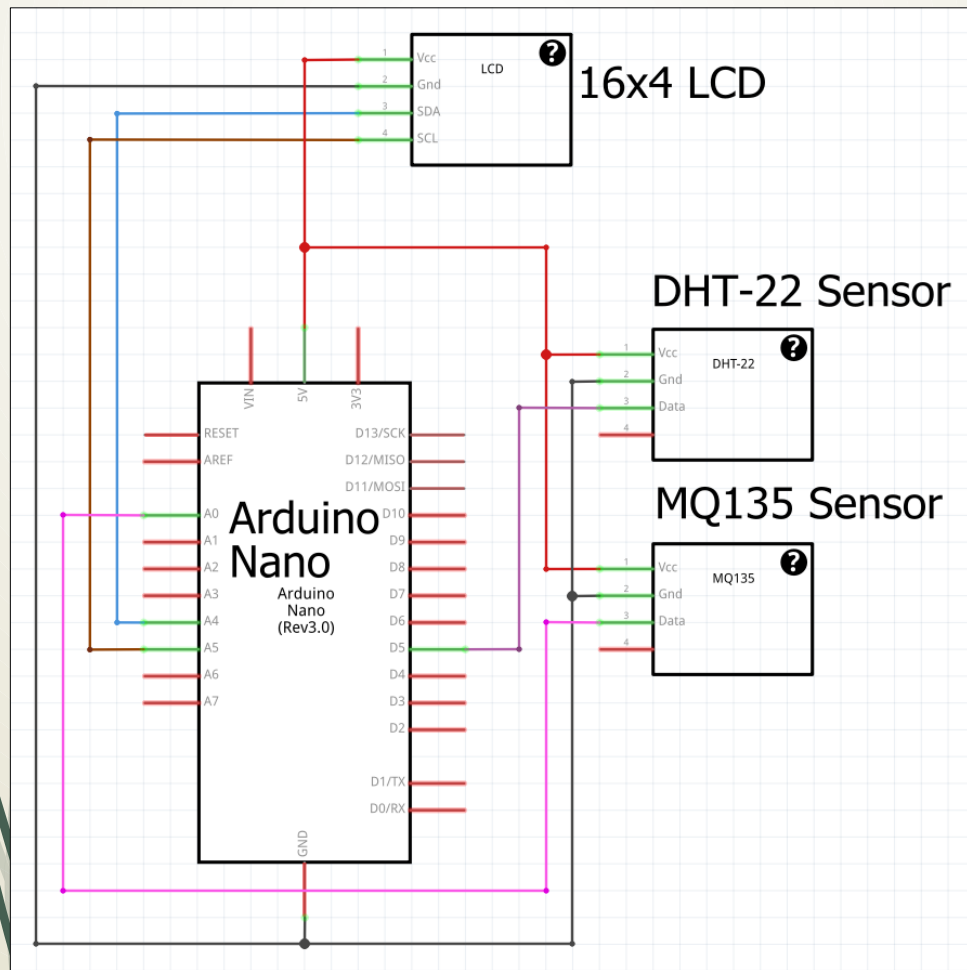 1 Vcc
2 Gnd
3 SDA
4 SCL
LCD
?
16x4 LCD
DHT-22 Sensor
1 Vcc
2 Gnd
3 Data
4
DHT-22
?
MQ135 Sensor
1 Vcc
2 Gnd
3 Data
4
MQ135
?
VIN
5V
3V3
RESET
AREF
A0
A1
A2
A3
A4
A5
A6
A7
Arduino
Nano
Arduino
Nano
(Rev3.0)
D13/SCK
D12/MISO
D11/MOSI
D10
D9
D8
D7
D6
D5
D4
D3
D2
D1/TX
D0/RX
GND